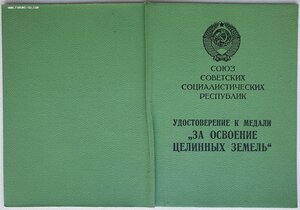 СОЮЗ
СОВЕТСКИХ
СОЦИАЛИСТИЧЕСКИХ
РЕСПУБЛИК
УДОСТОВЕРЕНИЕ К МЕДАЛИ
„ЗА ОСВОЕНИЕ
ЦЕЛИННЫХ ЗЕМЕЛЬ“